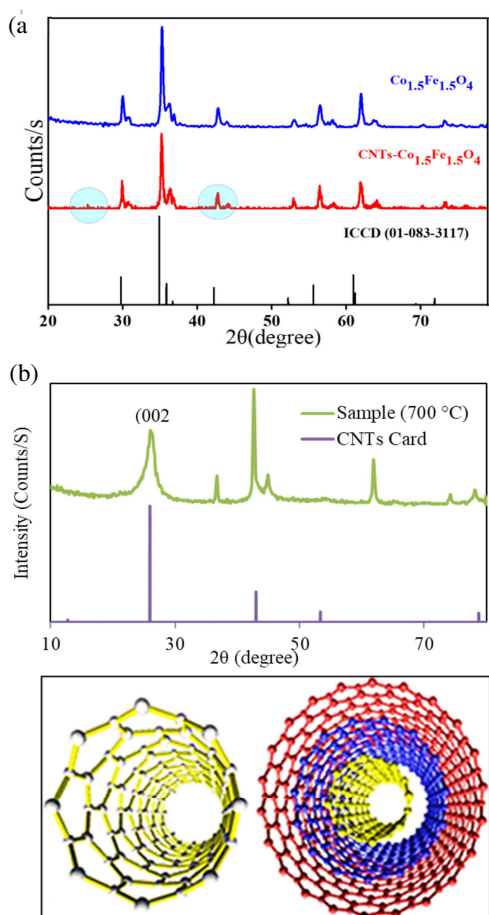 (a
Co1.5Fe1.5O4
CNTs-Co1.5Fe1.5O4
ICCD (01-083-3117)
Counts/s
20 30 40 50 60 70
2θ(degree)
(b)
(002
Sample (700 °C)
CNTs Card
Intensity (Counts/S)
10 30 50 70
2θ (degree)